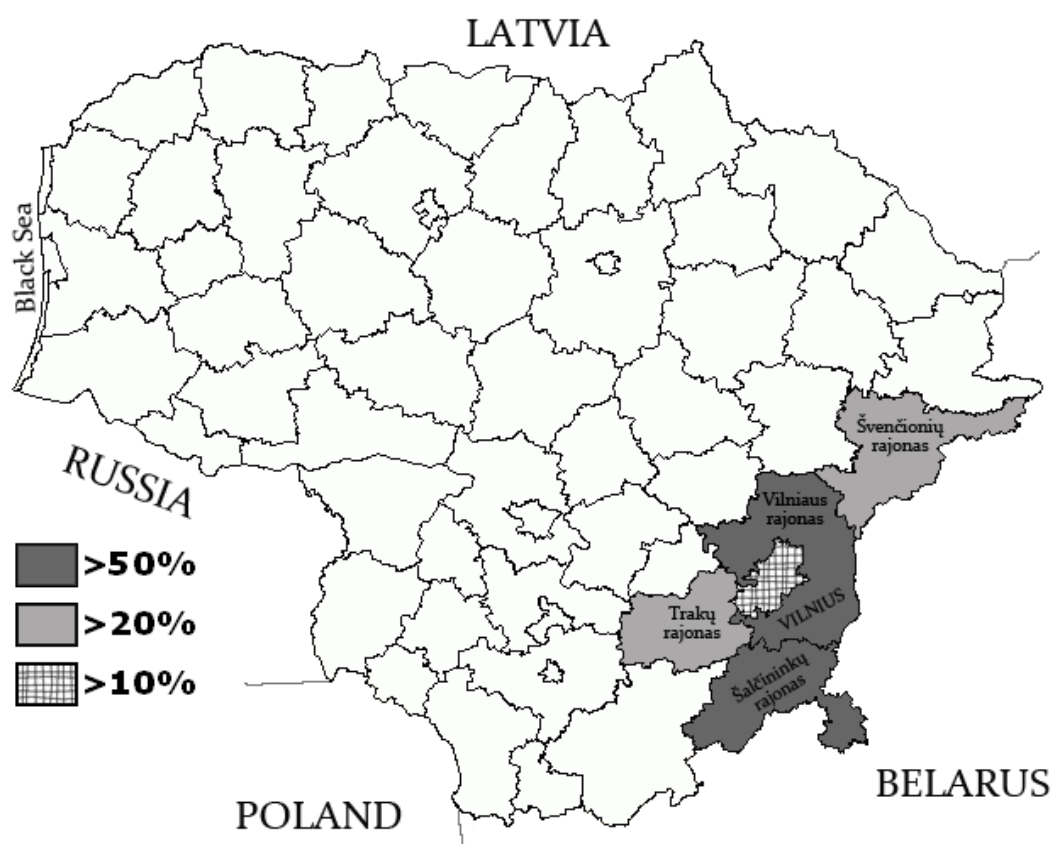 LATVIA
Black Sea
Švenčionių
rajonas
RUSSIA
Vilniaus
rajonas
>50%
>20%
>10%
Trakų
rajonas
VILNIUS
Šalčininkų
rajonas
BELARUS
POLAND